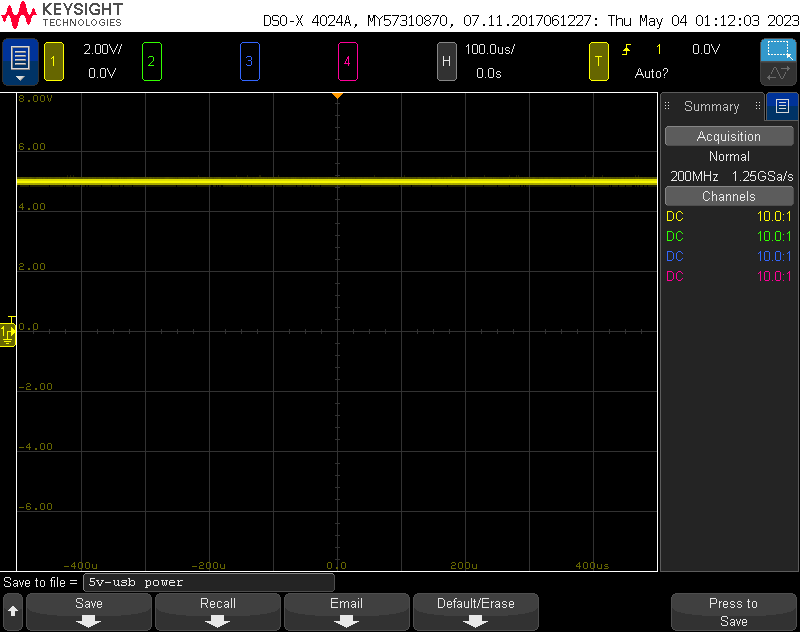 KEYSIGHT
TECHNOLOGIES
DSO-X 4024A, MY57310870, 07.11.2017061227: Thu May 04 01:12:03 2023
1 2.00V/ 2 3 4 H 100.0us/ T 1 0.0V
0.0V 0.0s Auto?
Summary
Acquisition
Normal
200MHz 1.25GSa/s
Channels
DC 10.0:1
DC 10.0:1
DC 10.0:1
DC 10.0:1
8.00V
6.00
4.00
2.00
T
1
0.0
-2.00
-4.00
-6.00
-400u -200u 0.0 200u 400us
Save to file = 5v-usb power
Save Recall Email Default/Erase Press to
Save